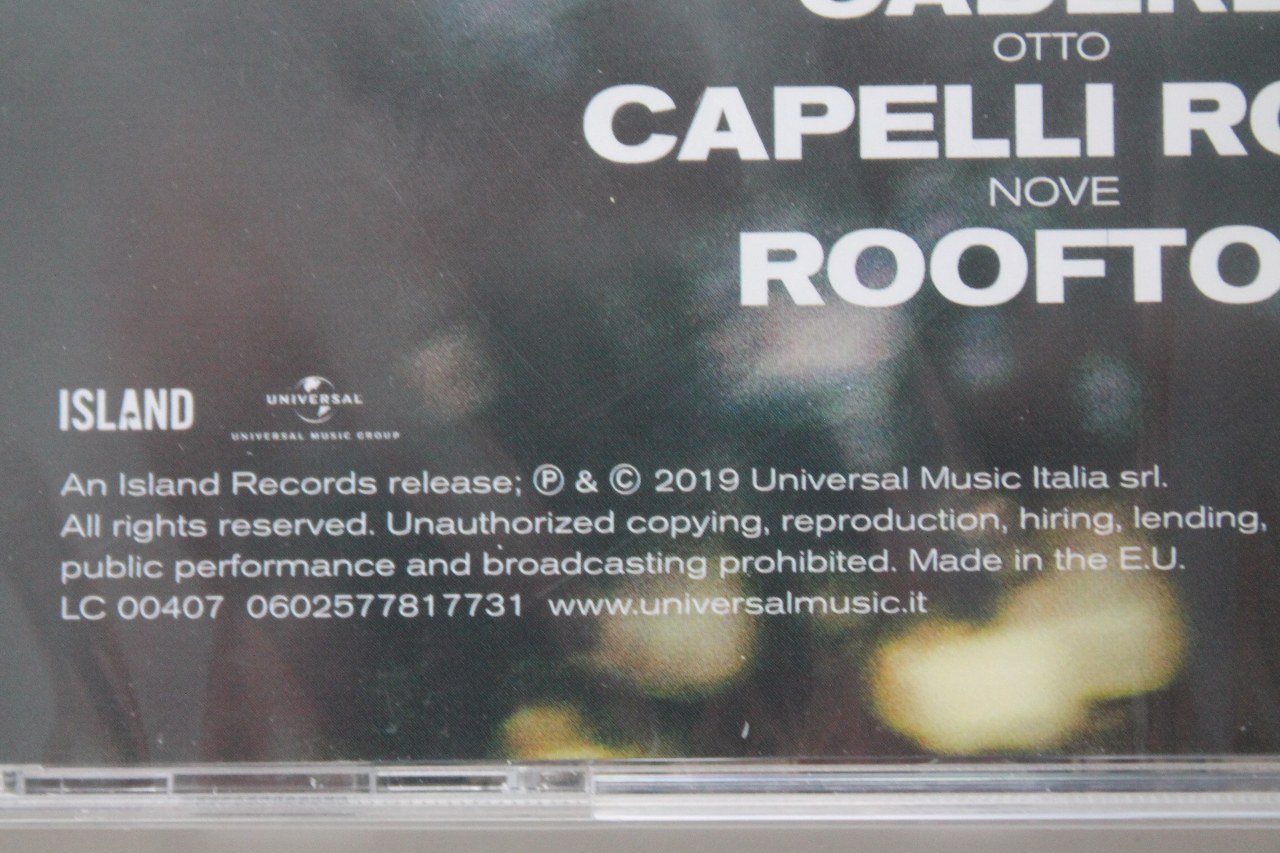 OTTO
CAPELLI
NOVE
ISLAND
UNIVERSAL
UNIVERSAL MUSIC GROUP
An Island Records release; Ⓟ & © 2019 Universal Music Italia srl.
All rights reserved. Unauthorized copying, reproduction, hiring, lending,
public performance and broadcasting prohibited. Made in the E.U.
LC 00407 0602577817731 www.universalmusic.it